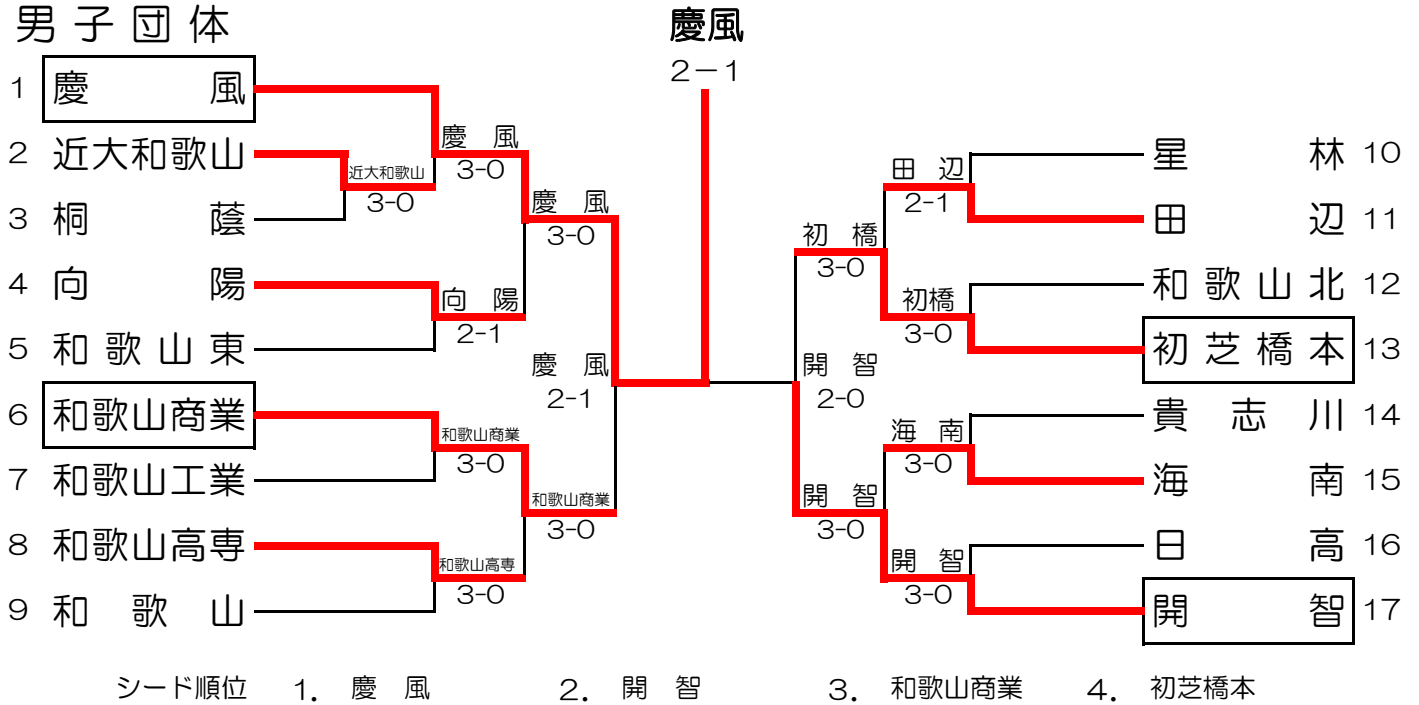 男子団体
慶風
2－1
1 慶風
2 近大和歌山
3 桐蔭
4 向陽
5 和歌山東
6 和歌山商業
7 和歌山工業
8 和歌山高専
9 和歌山
近大和歌山
3-0
慶風
3-0
向陽
2-1
和歌山商業
3-0
和歌山高専
3-0
慶風
3-0
和歌山商業
3-0
慶風
2-1
開智
2-0
初橋
3-0
開智
3-0
田辺
2-1
初橋
3-0
海南
3-0
開智
3-0
星林 10
田辺 11
和歌山北 12
初芝橋本 13
貴志川 14
海南 15
日高 16
開智 17
シード順位 1. 慶風 2. 開智 3. 和歌山商業 4. 初芝橋本